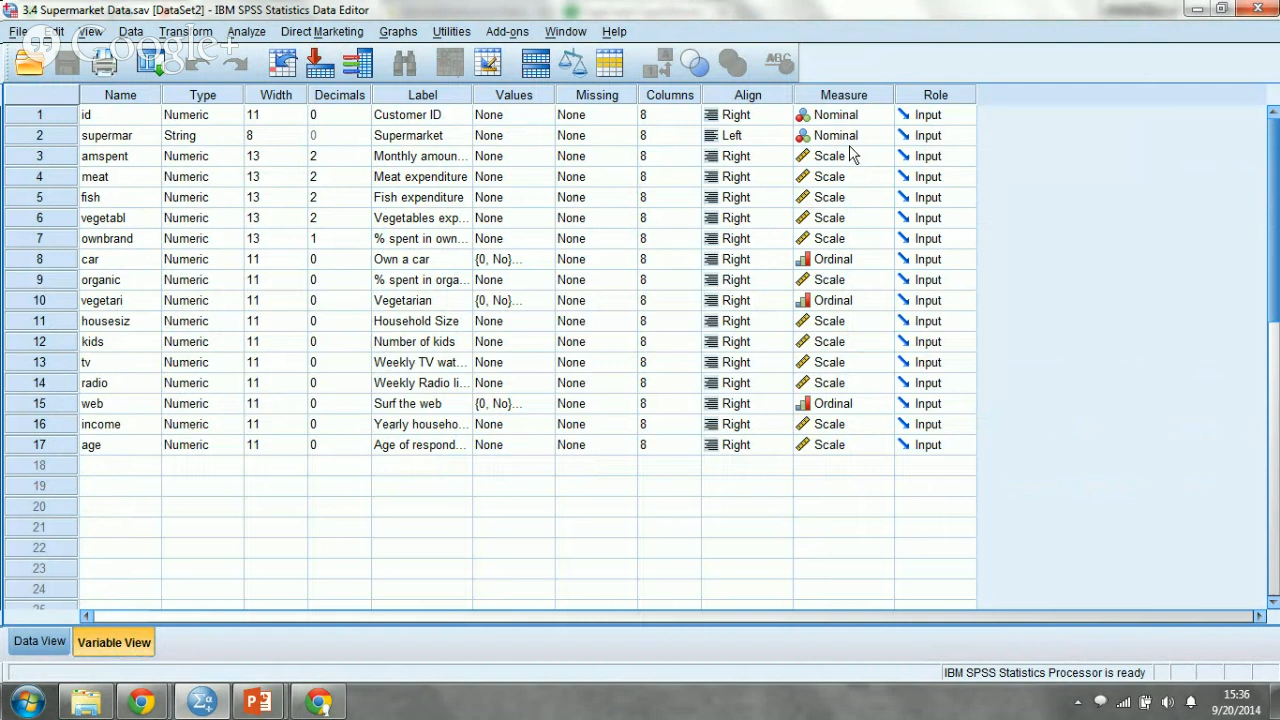 3.4 Supermarket Data.sav [DataSet2] - IBM SPSS Statistics Data Editor
File Edit View Data Transform Analyze Direct Marketing Graphs Utilities Add-ons Window Help
Google+
ABC
Name Type Width Decimals Label Values Missing Columns Align Measure Role
1 id Numeric 11 0 Customer ID None None 8 Right Nominal Input
2 supermar String 8 0 Supermarket None None 8 Left Nominal Input
3 amspent Numeric 13 2 Monthly amoun... None None 8 Right Scale Input
4 meat Numeric 13 2 Meat expenditure None None 8 Right Scale Input
5 fish Numeric 13 2 Fish expenditure None None 8 Right Scale Input
6 vegetabl Numeric 13 2 Vegetables exp... None None 8 Right Scale Input
7 ownbrand Numeric 13 1 % spent in own... None None 8 Right Scale Input
8 car Numeric 11 0 Own a car {0, No}... None 8 Right Ordinal Input
9 organic Numeric 11 0 % spent in orga... None None 8 Right Scale Input
10 vegetari Numeric 11 0 Vegetarian {0, No}... None 8 Right Ordinal Input
11 housesiz Numeric 11 0 Household Size None None 8 Right Scale Input
12 kids Numeric 11 0 Number of kids None None 8 Right Scale Input
13 tv Numeric 11 0 Weekly TV wat... None None 8 Right Scale Input
14 radio Numeric 11 0 Weekly Radio li... None None 8 Right Scale Input
15 web Numeric 11 0 Surf the web {0, No}... None 8 Right Ordinal Input
16 income Numeric 11 0 Yearly househo... None None 8 Right Scale Input
17 age Numeric 11 0 Age of respond... None None 8 Right Scale Input
18
19
20
21
22
23
24
25
Data View Variable View
IBM SPSS Statistics Processor is ready
15:36
9/20/2014